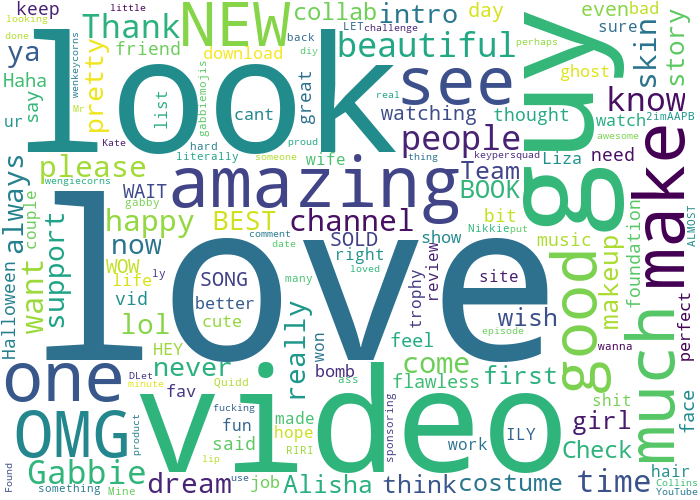 looking
little
keep
Thank
NEW
collab
intro
day
even
bad
done
ya
wenkeycorns
friend
LET
challenge
back
sure
skin
story
look
beautiful
diy
perhaps
Haha
say
pretty
Mr
download
gabbiemojis
list
cant
great
see
real
ghost
guy
ur
watching
thought
know
2imAAPB
hard
literally
proud
people
watch
awesome
Kate
someone
wife
thing
keypersquad
Liza
need
please
wengiecorns
WAIT
amazing
Team
BOOK
make
always
couple
gabby
happy
BEST
channel
bit
Nikkie
put
music
foundation
ALMOST
support
now
WOW
comment
date
SOLD
right
show
review
want
life
ly
SONG
many
loved
trophy
site
good
makeup
Halloween
vid
better
love
wish
perfect
lol
cute
HEY
really
won
feel
episode
wanna
one
never
bomb
come
first
much
DLet
minute
fav
Quidd
ass
flawless
shit
face
OMG
video
fucking
fun
made
hope
sponsoring
girl
product
said
RIRI
work
ILY
Check
Gabbie
lip
hair
Found
something
Mine
dream
use
job
Alisha
think
costume
time
Collins
YouTube